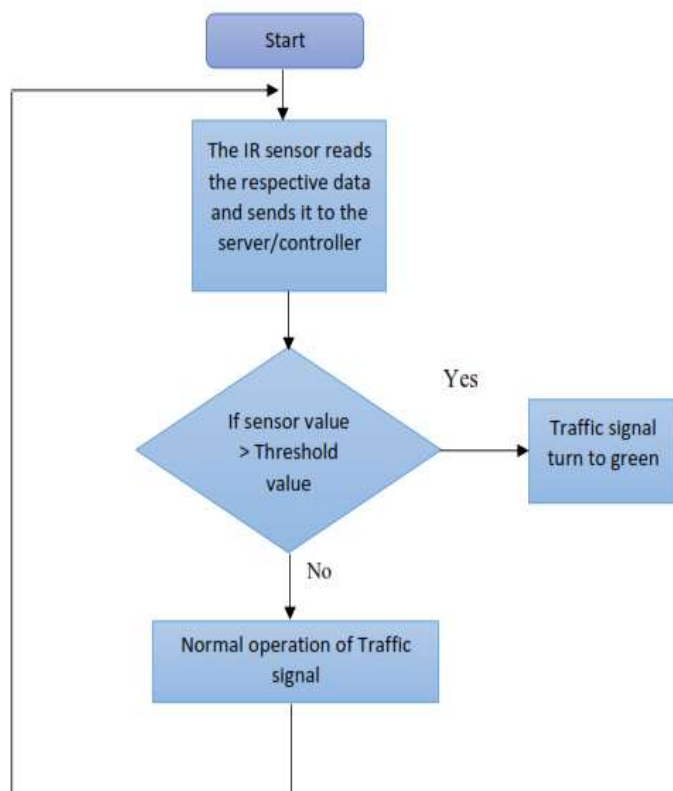 Start
The IR sensor reads
the respective data
and sends it to the
server/controller
If sensor value
> Threshold
value
Yes
Traffic signal
turn to green
No
Normal operation of Traffic
signal